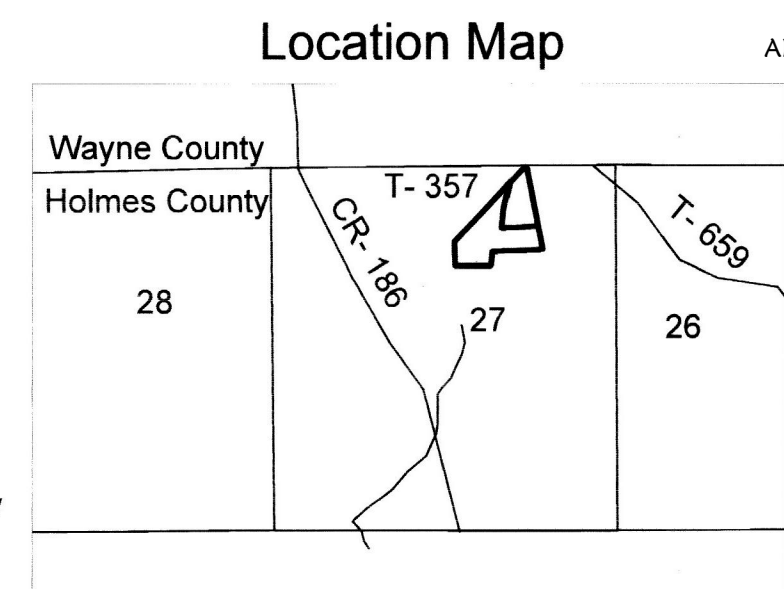 Location Map
Wayne County
Holmes County
T- 357
CR- 186
T- 659
28
27
26